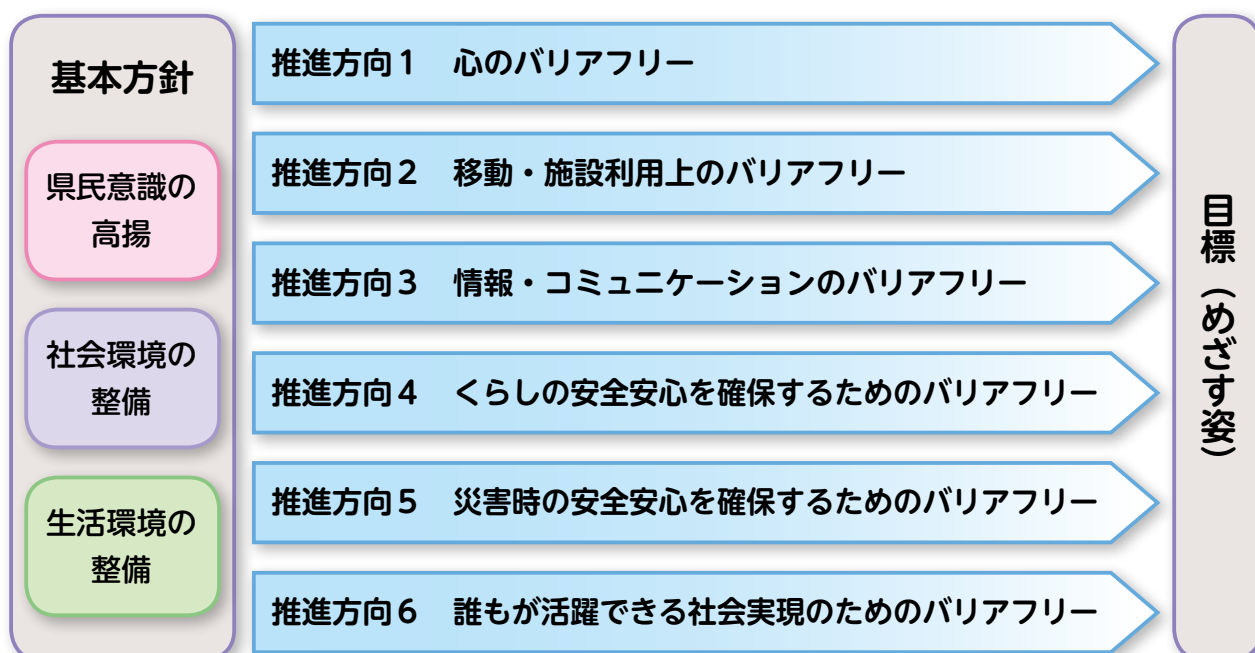 基本方針
県民意識の
高揚
社会環境の
整備
生活環境の
整備
推進方向1　心のバリアフリー
推進方向2　移動・施設利用上のバリアフリー
推進方向3　情報・コミュニケーションのバリアフリー
推進方向4　くらしの安全安心を確保するためのバリアフリー
推進方向5　災害時の安全安心を確保するためのバリアフリー
推進方向6　誰もが活躍できる社会実現のためのバリアフリー
目標（めざす姿）